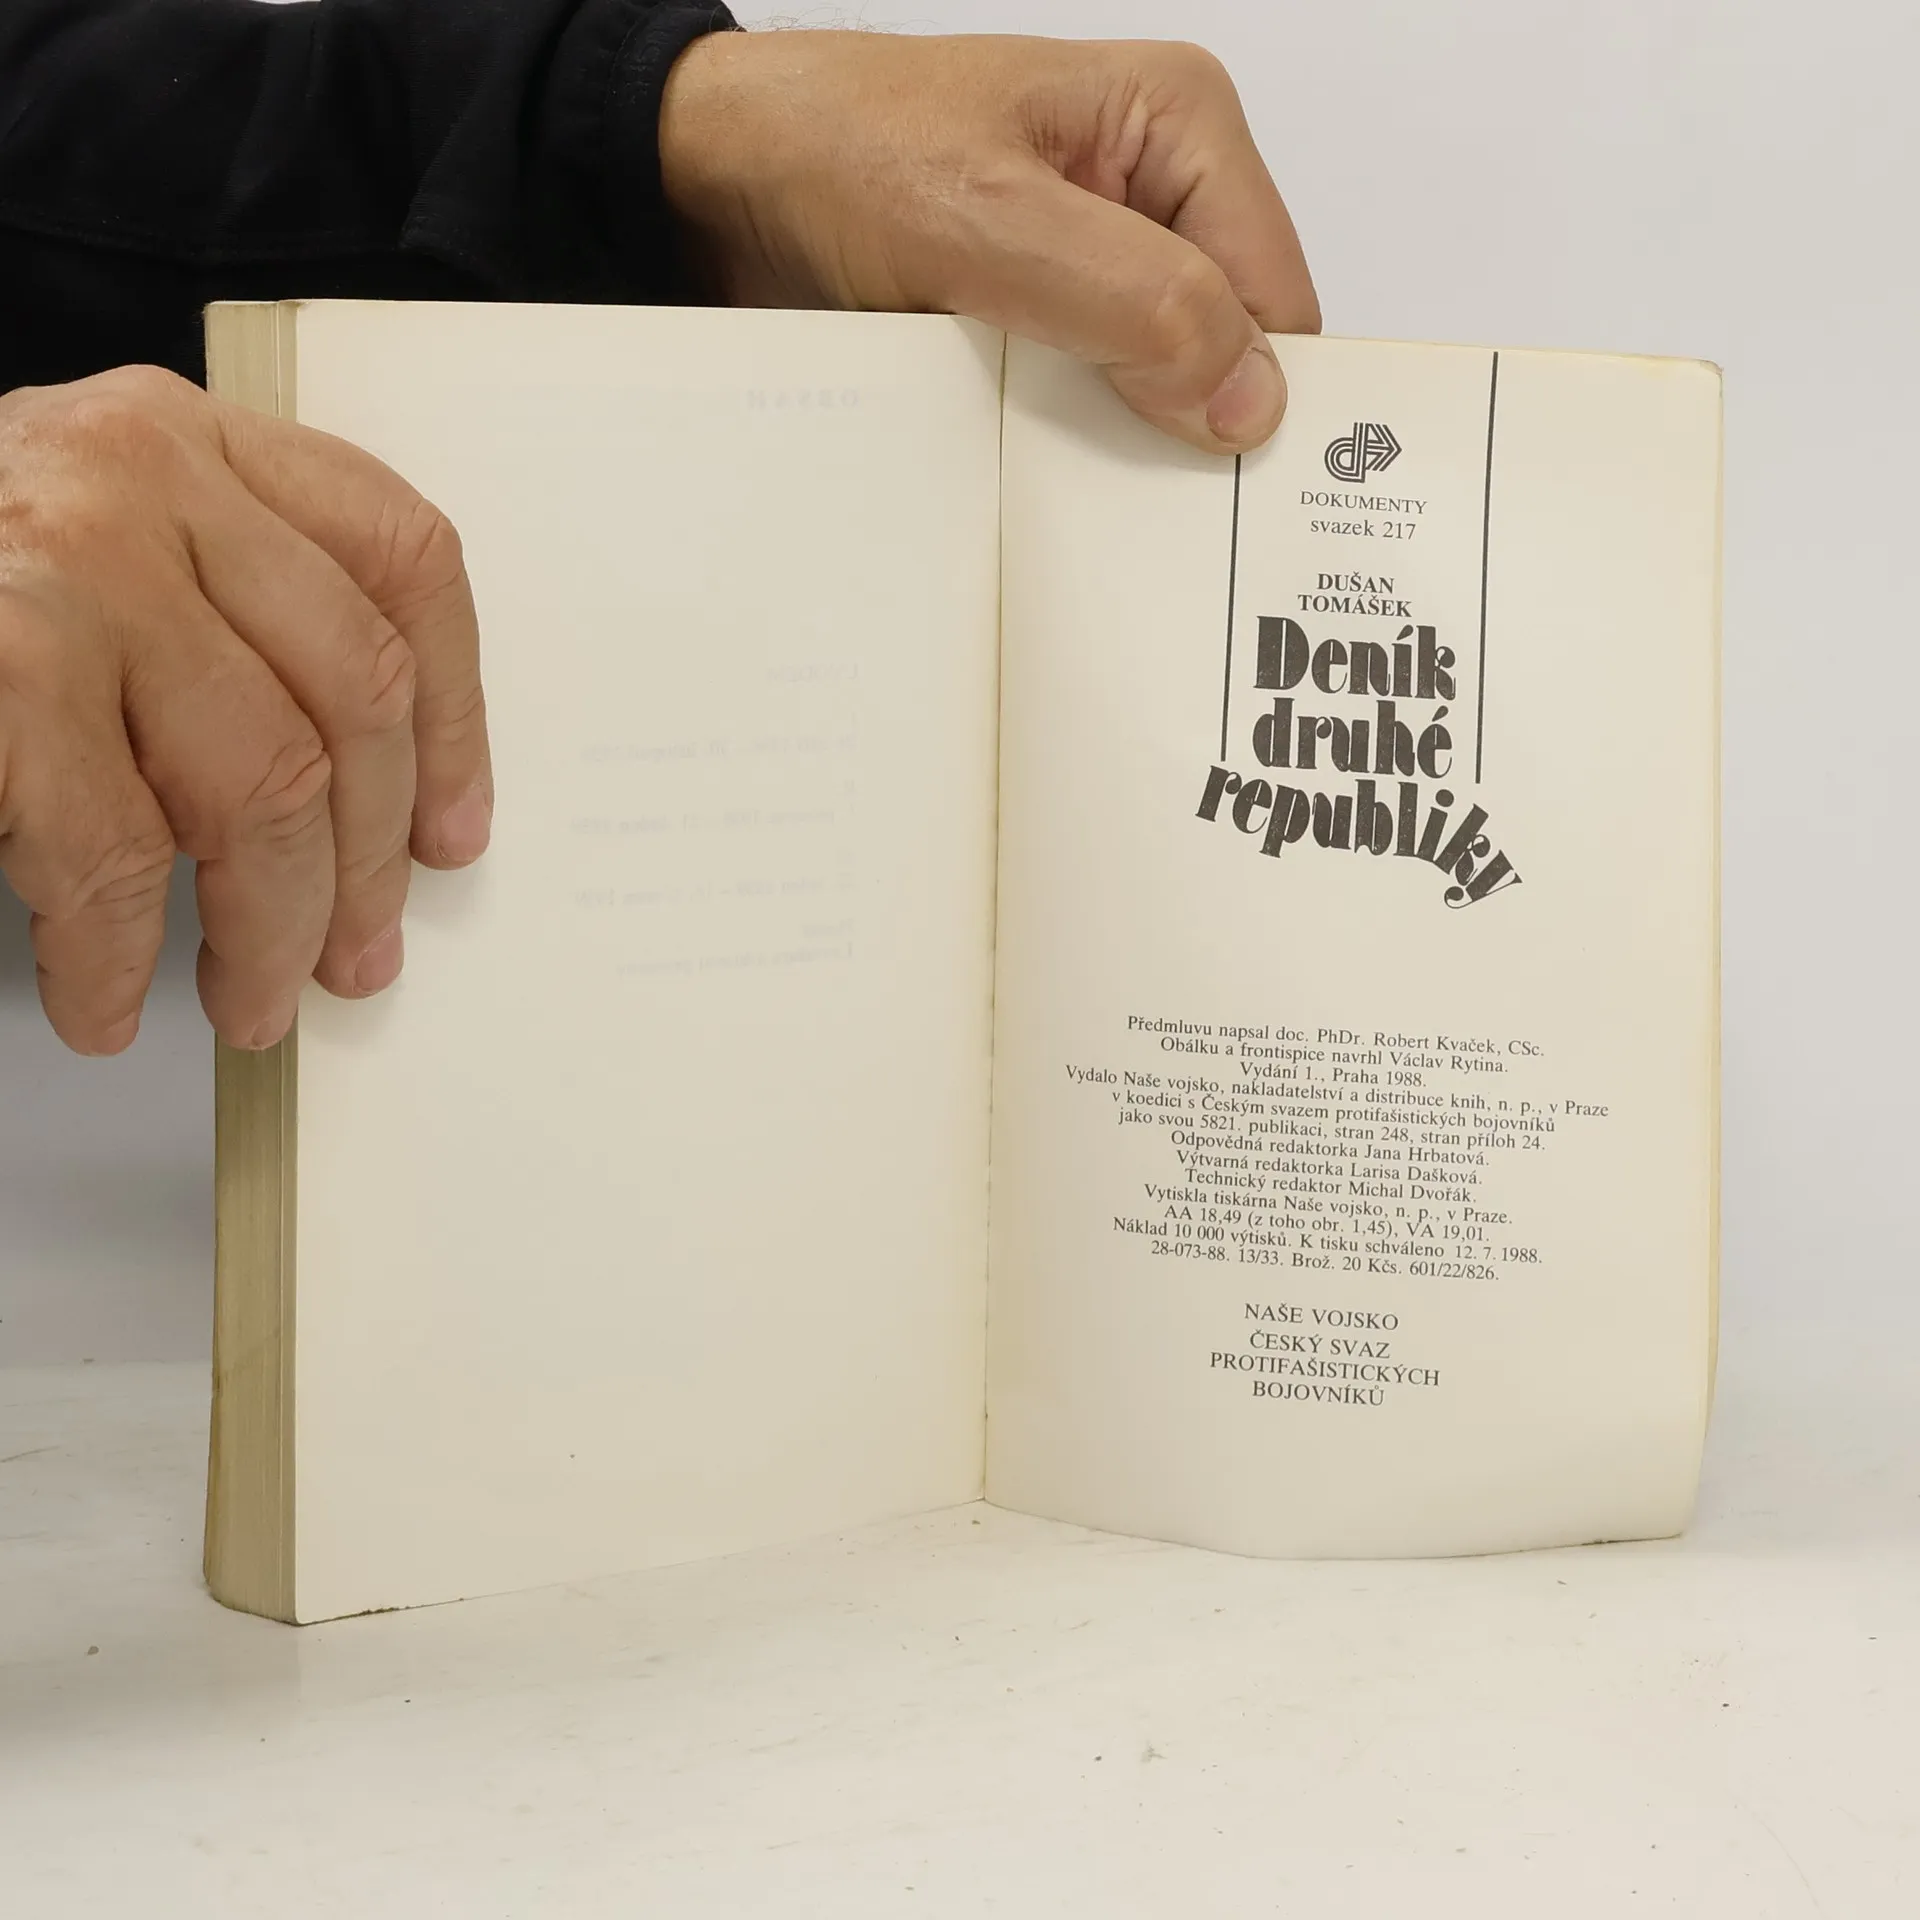 DOKUMENTY
svazek 217
DUŠAN
TOMÁŠEK
Deník
druhé
republiky
Předmluvu napsal doc. PhDr. Robert Kvaček, CSc.
Obálku a frontispice navrhl Václav Rytina.
Vydání 1., Praha 1988.
Vydalo Naše vojsko, nakladatelství a distribuce knih, n. p., v Praze
v koedici s Českým svazem protifašistických bojovníků
jako svou 5821. publikaci, stran 248, stran příloh 24.
Odpovědná redaktorka Jana Hrbatová.
Výtvarná redaktorka Larisa Dašková.
Technický redaktor Michal Dvořák.
Vytiskla tiskárna Naše vojsko, n. p., v Praze.
AA 18,49 (z toho obr. 1,45), VA 19,01.
Náklad 10 000 výtisků. K tisku schváleno 12. 7. 1988.
28-073-88. 13/33. Brož. 20 Kčs. 601/22/826.
NAŠE VOJSKO
ČESKÝ SVAZ
PROTIFAŠISTICKÝCH
BOJOVNÍKŮ